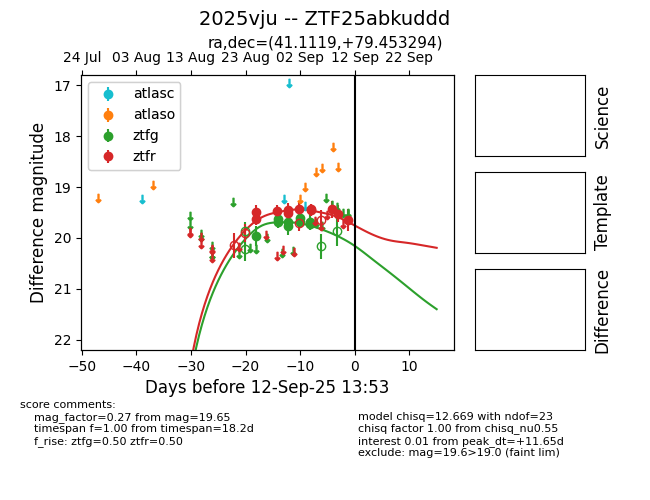 2025vju -- ZTF25abkuddd
ra,dec=(41.1119,+79.453294)
24 Jul 03 Aug 13 Aug 23 Aug 02 Sep 12 Sep 22 Sep
atlasc
atlaso
ztfg
ztfr
17
18
19
20
21
22
Difference magnitude
−50 −40 −30 −20 −10 0 10
Days before 12-Sep-25 13:53
Science
Template
Difference
score comments:
mag_factor=0.27 from mag=19.65
timespan f=1.00 from timespan=18.2d
f_rise: ztfg=0.50 ztfr=0.50
model chisq=12.669 with ndof=23
chisq factor 1.00 from chisq_nu0.55
interest 0.01 from peak_dt=+11.65d
exclude: mag=19.6>19.0 (faint lim)